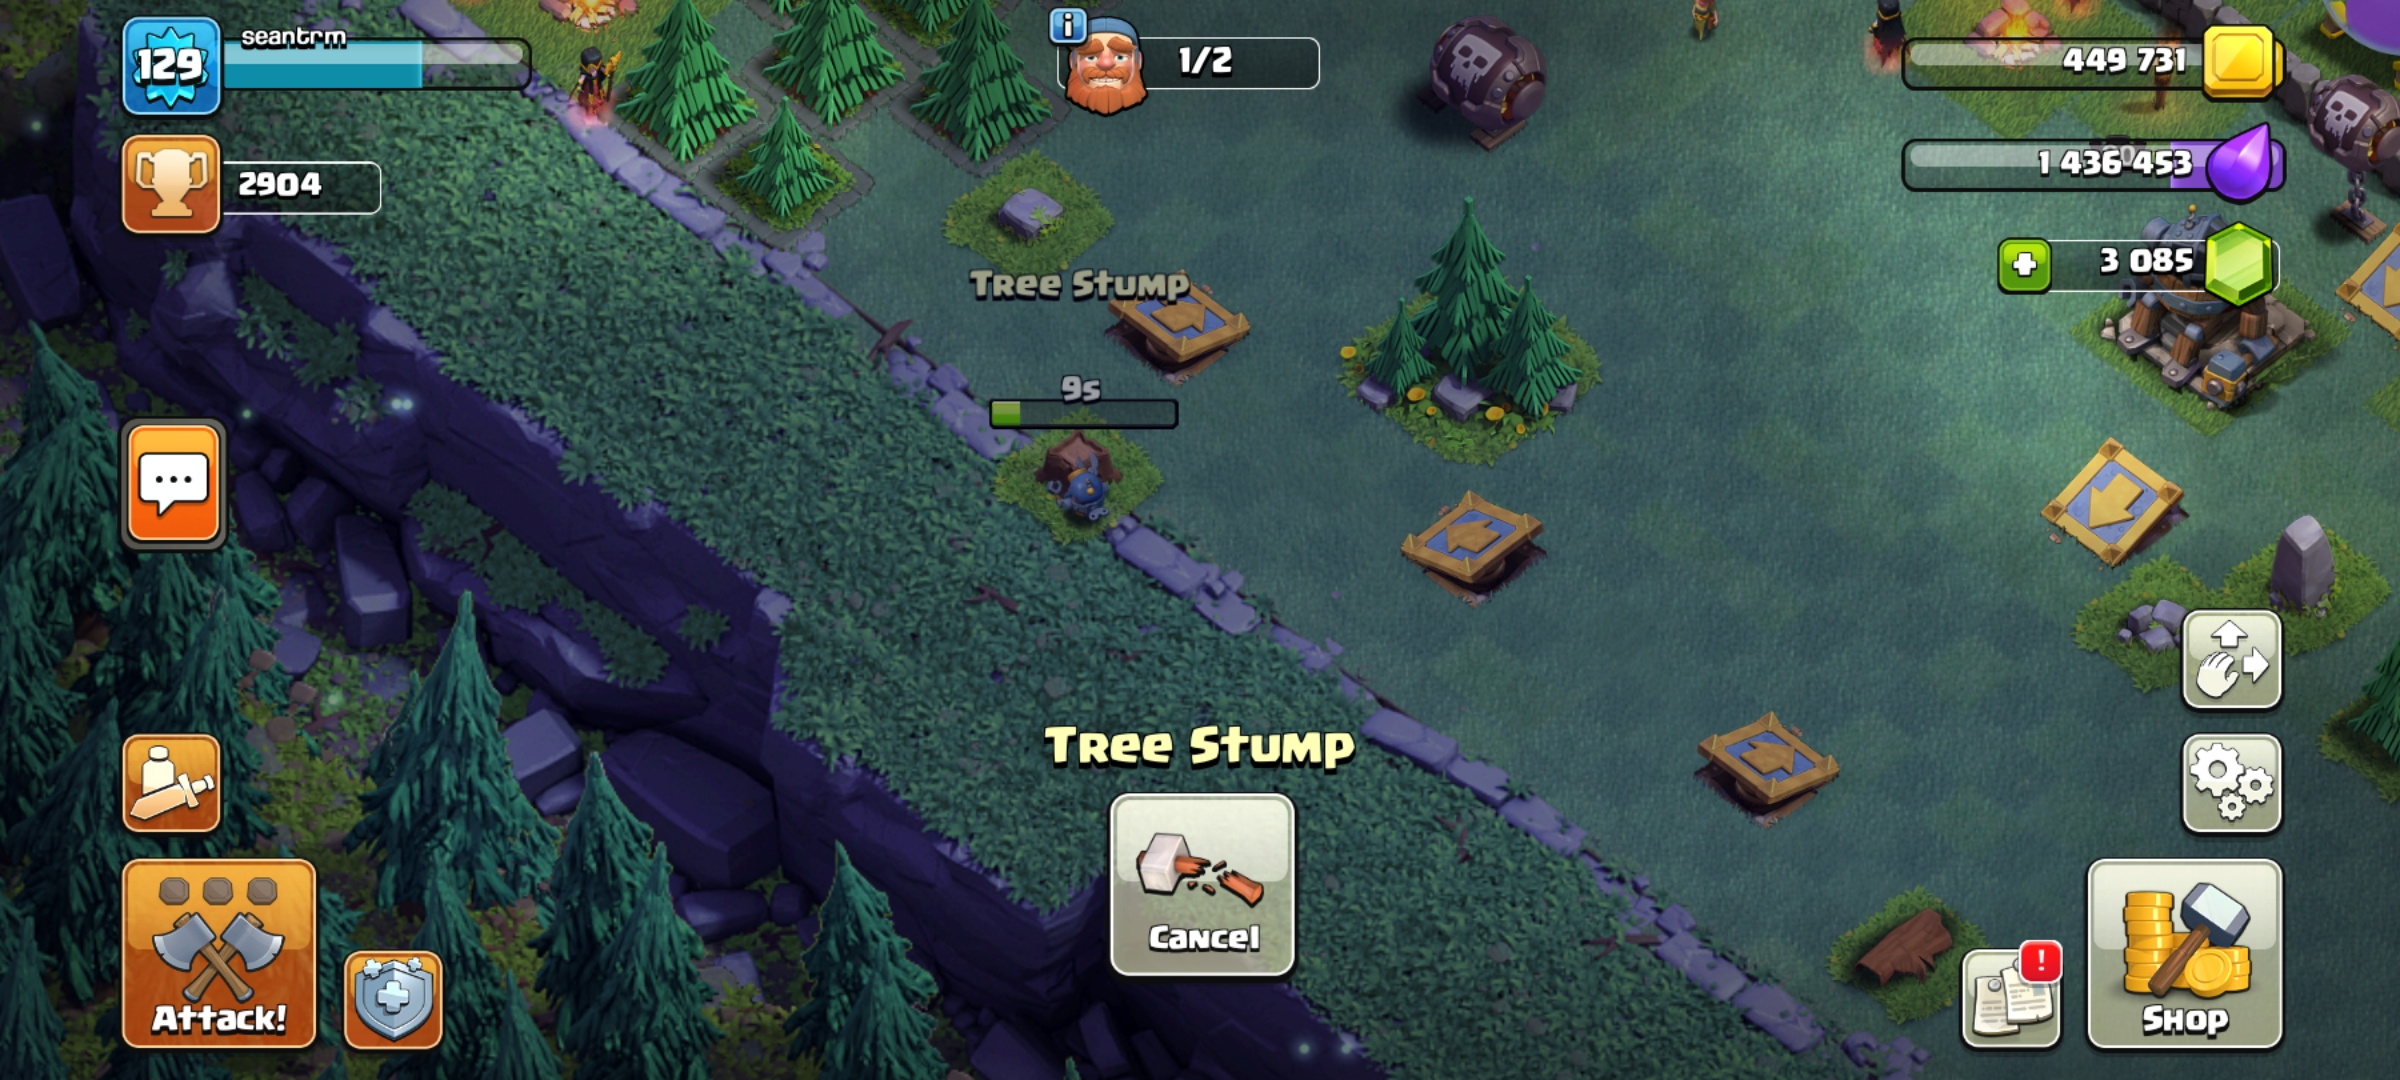 129
seantrm
1/2
449 731
2904
1 436 453
3 085
Tree Stump
9s
Tree Stump
Cancel
Attack!
!
Shop